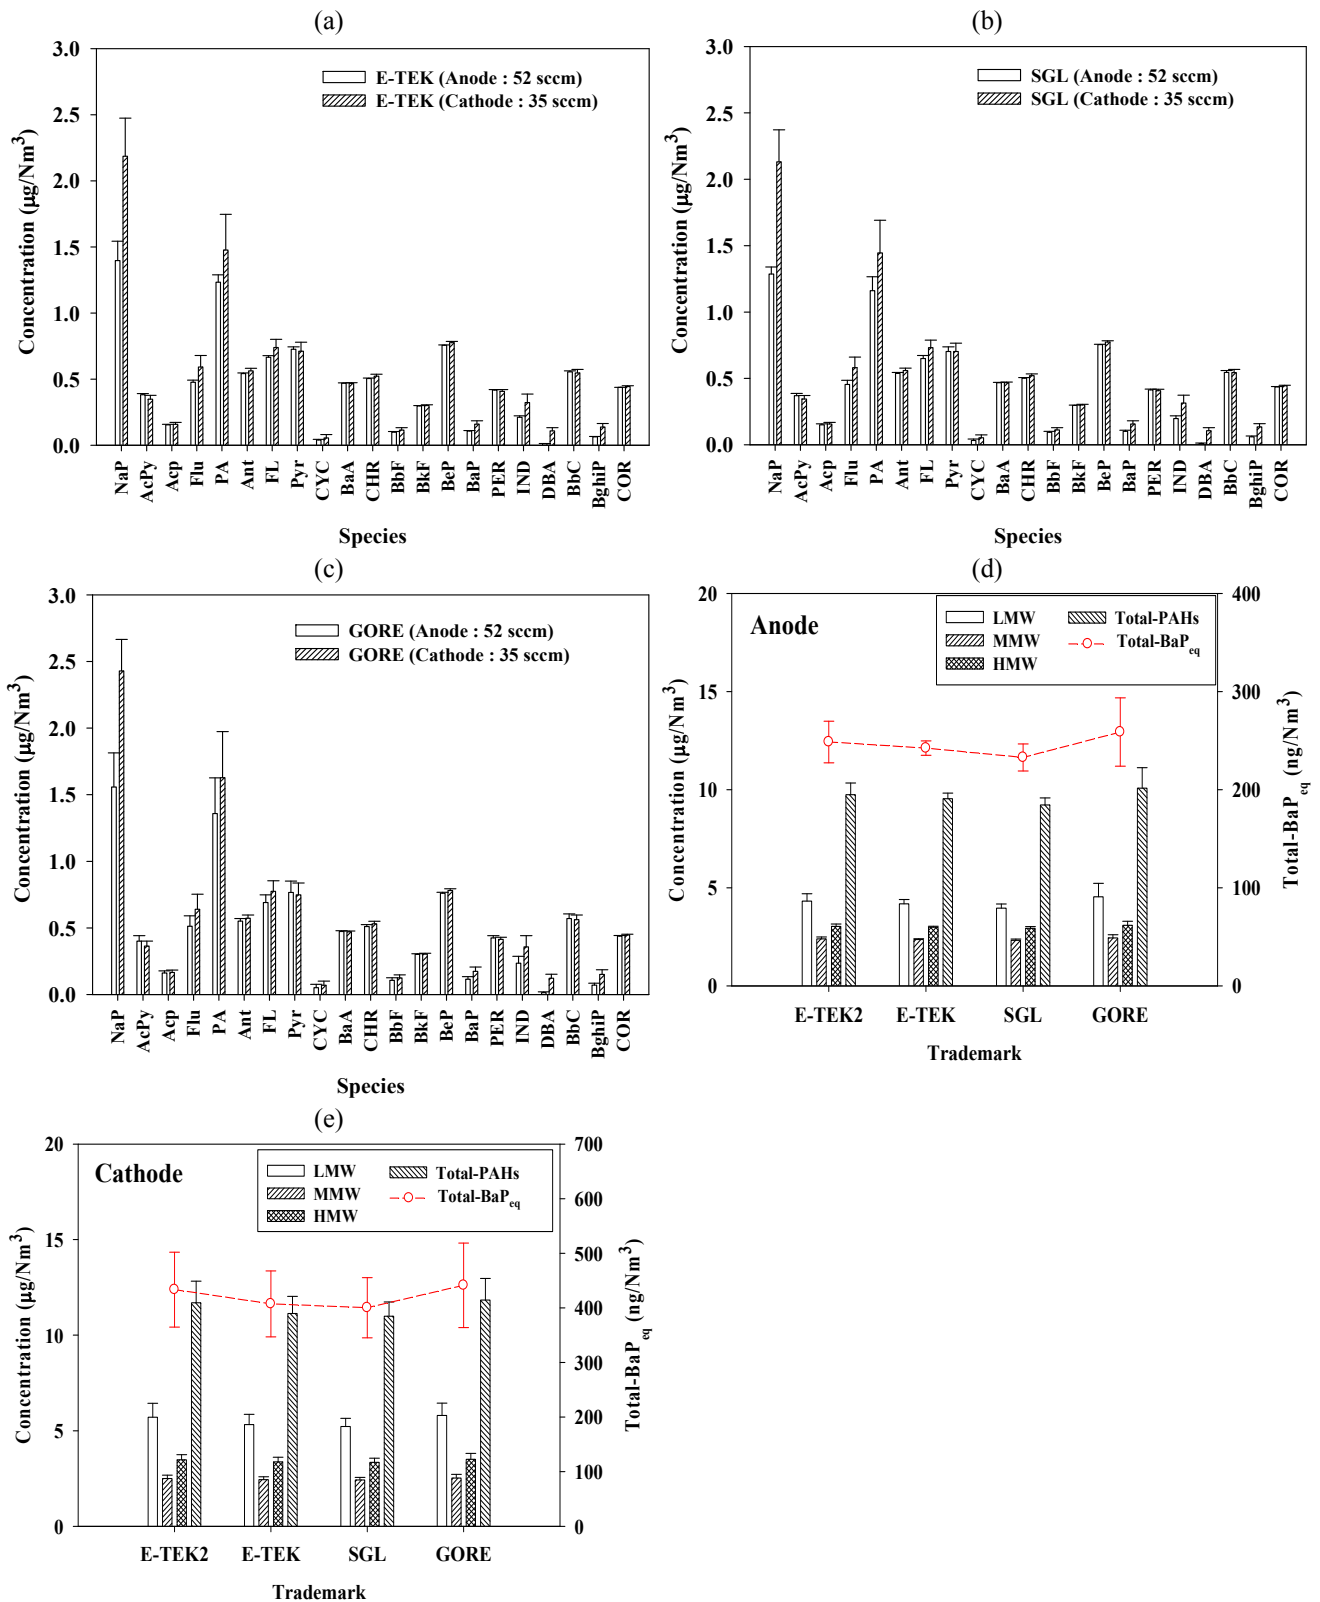 (a)
3.0
2.5
2.0
1.5
1.0
0.5
0.0
Concentration (μg/Nm³)
E-TEK (Anode : 52 sccm)
E-TEK (Cathode : 35 sccm)
NaP AcPy Acp Flu PA Ant FL Pyr CYC BaA CHR BbF BkF BeP BaP PER IND DBA BbC BghiP COR
Species
(b)
3.0
2.5
2.0
1.5
1.0
0.5
0.0
Concentration (μg/Nm³)
SGL (Anode : 52 sccm)
SGL (Cathode : 35 sccm)
NaP AcPy Acp Flu PA Ant FL Pyr CYC BaA CHR BbF BkF BeP BaP PER IND DBA BbC BghiP COR
Species
(c)
3.0
2.5
2.0
1.5
1.0
0.5
0.0
Concentration (μg/Nm³)
GORE (Anode : 52 sccm)
GORE (Cathode : 35 sccm)
NaP AcPy Acp Flu PA Ant FL Pyr CYC BaA CHR BbF BkF BeP BaP PER IND DBA BbC BghiP COR
Species
(d)
20
15
10
5
0
Concentration (μg/Nm³)
Anode
LMW
MMW
HMW
Total-PAHs
Total-BaPeq
400
300
200
100
0
Total-BaPeq (ng/Nm³)
E-TEK2 E-TEK SGL GORE
Trademark
(e)
20
15
10
5
0
Concentration (μg/Nm³)
Cathode
LMW
MMW
HMW
Total-PAHs
Total-BaPeq
700
600
500
400
300
200
100
0
Total-BaPeq (ng/Nm³)
E-TEK2 E-TEK SGL GORE
Trademark